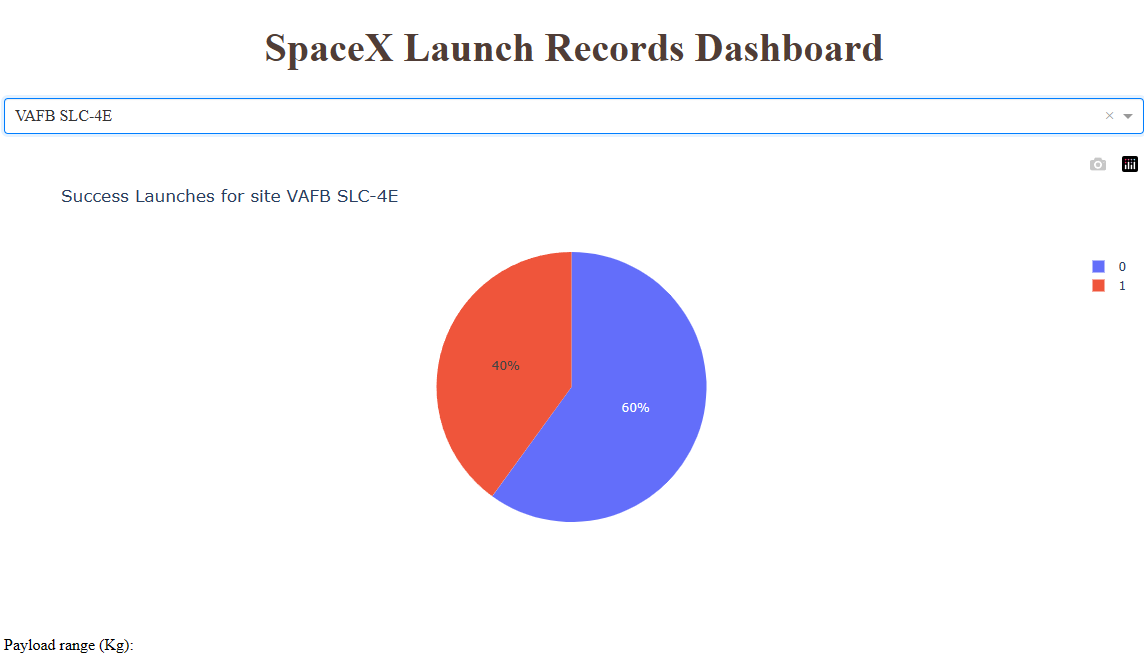 SpaceX Launch Records Dashboard
VAFB SLC-4E
Success Launches for site VAFB SLC-4E
0
1
40%
60%
Payload range (Kg):